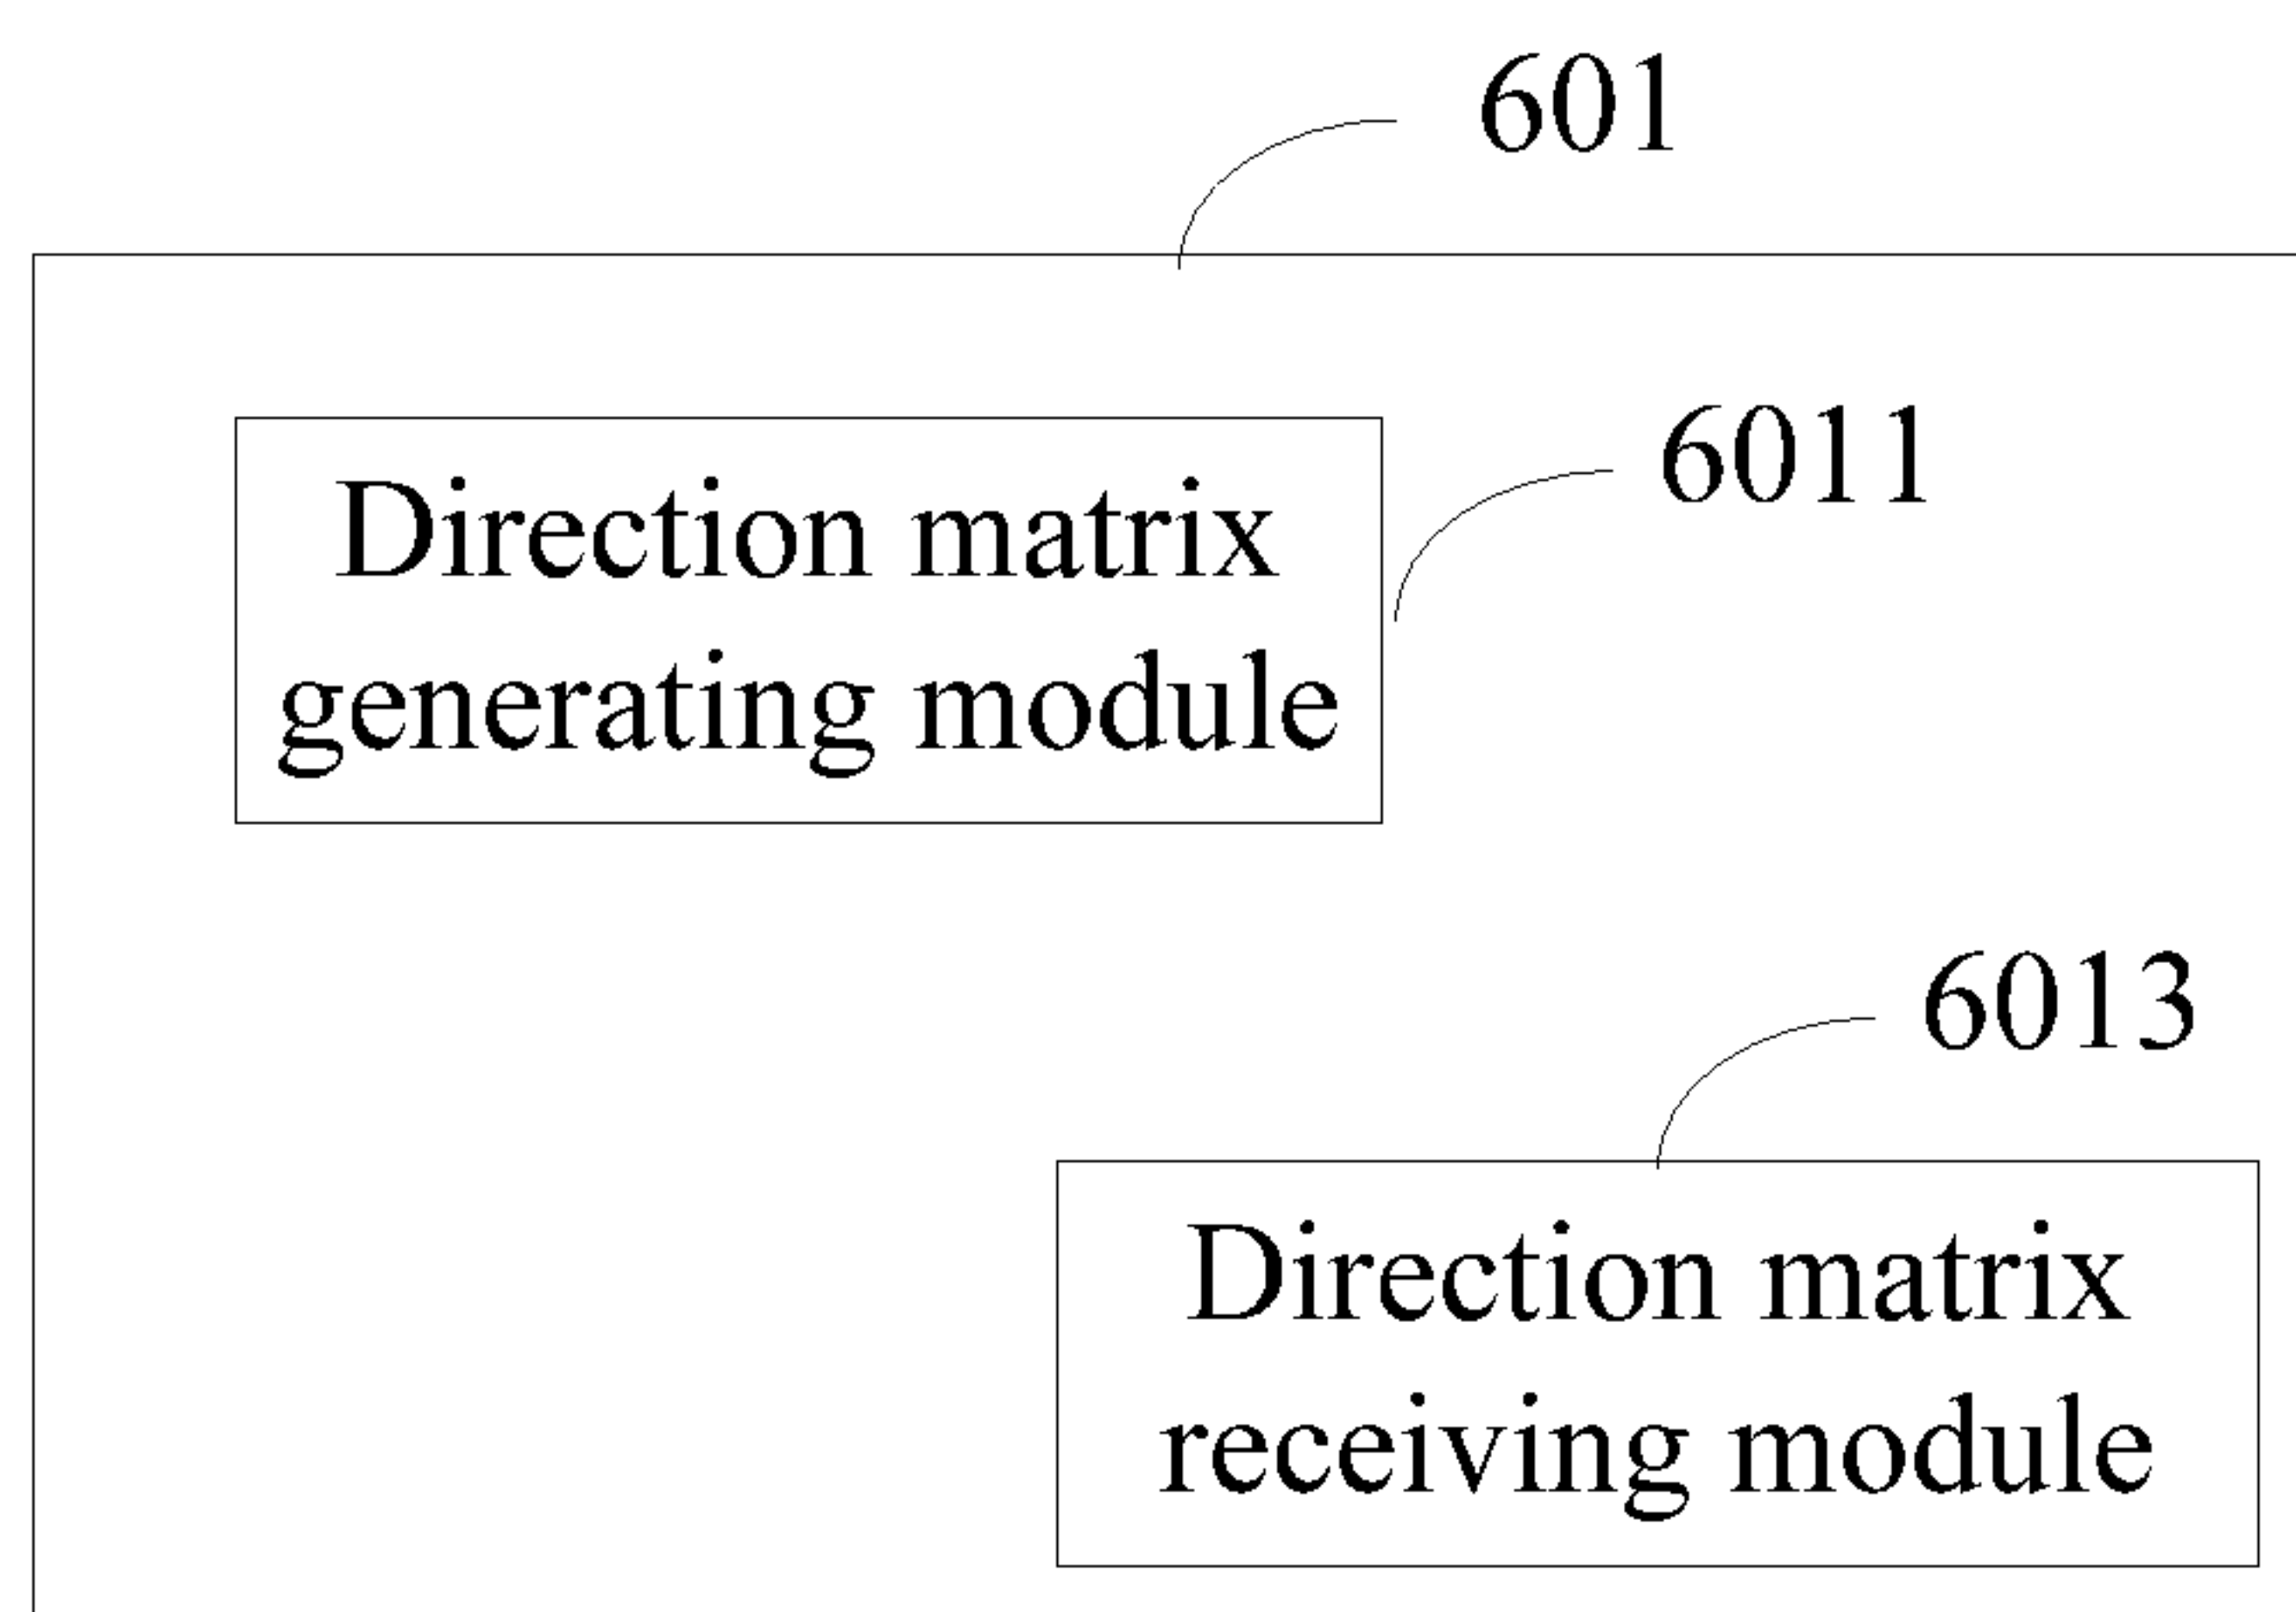 601
6011
Direction matrix
generating module
6013
Direction matrix
receiving module